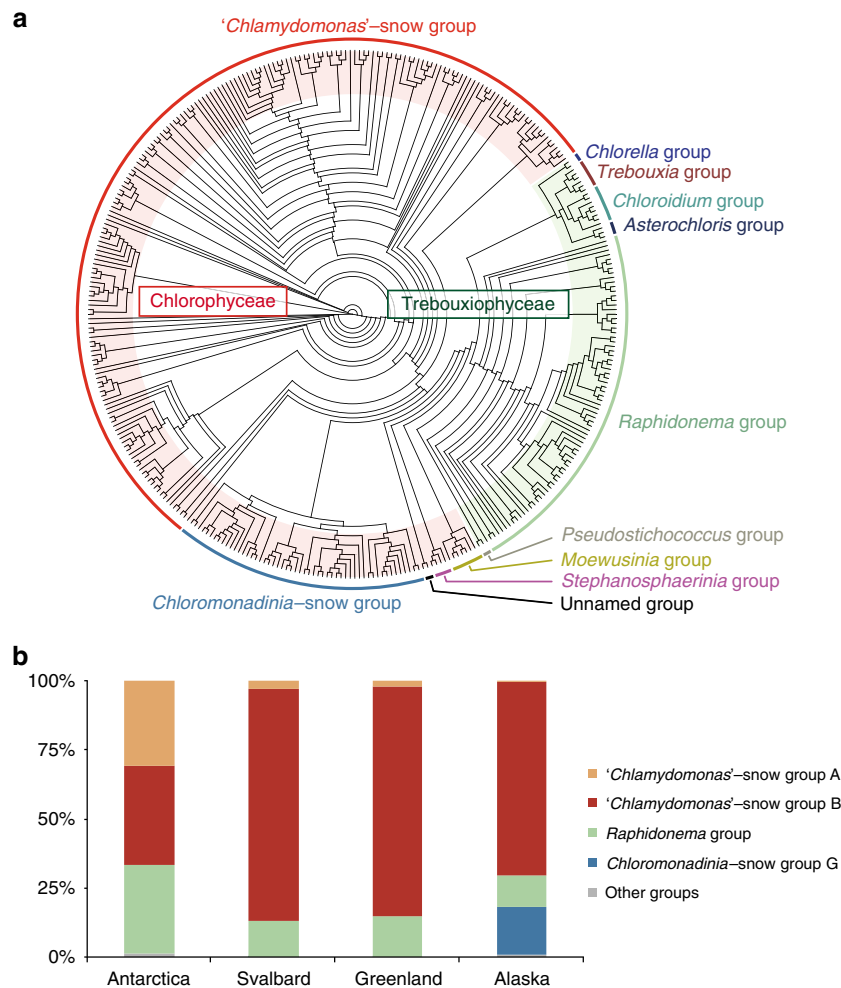 a
‘Chlamydomonas’–snow group
Chlorella group
Trebouxia group
Chloroidium group
Asterochloris group
Chlorophyceae
Trebouxiophyceae
Raphidonema group
Pseudostichococcus group
Moewusinia group
Stephanosphaerinia group
Chloromonadinia–snow group
Unnamed group
b
100%
75%
50%
25%
0%
Antarctica
Svalbard
Greenland
Alaska
‘Chlamydomonas’–snow group A
‘Chlamydomonas’–snow group B
Raphidonema group
Chloromonadinia–snow group G
Other groups